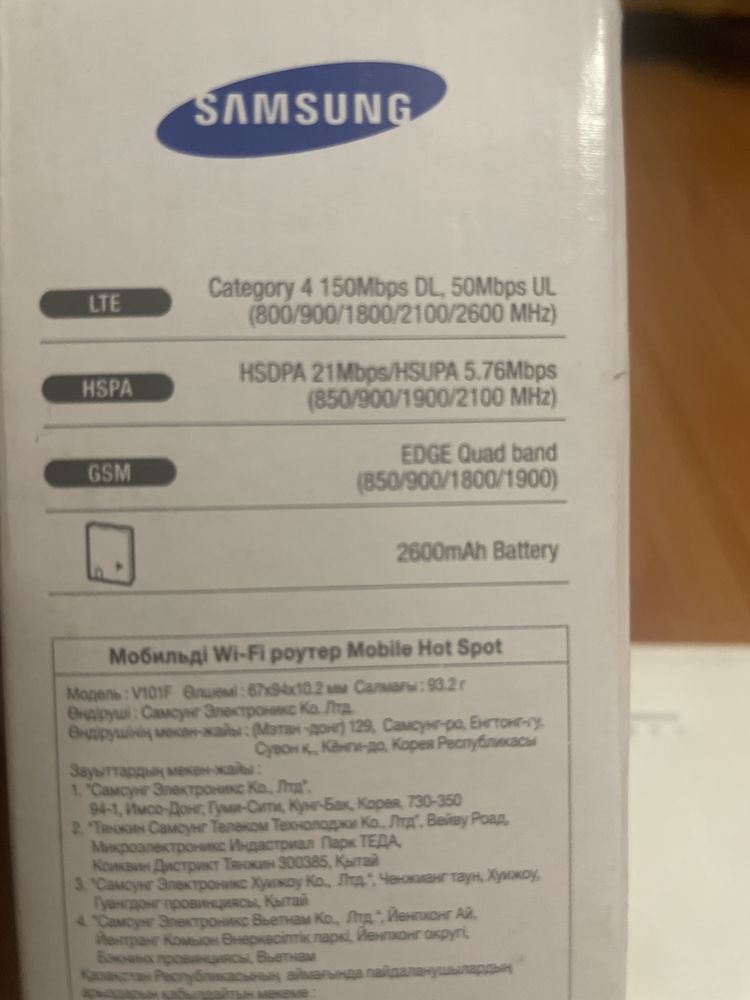 SAMSUNG
LTE
Category 4 150Mbps DL, 50Mbps UL
(800/900/1800/2100/2600 MHz)
HSPA
HSDPA 21Mbps/HSUPA 5.76Mbps
(850/900/1900/2100 MHz)
GSM
EDGE Quad band
(850/900/1800/1900)
2600mAh Battery
Мобильді Wi-Fi роутер Mobile Hot Spot
Модель : V101F Өлшемі : 67x94x10.2 мм Салмағы : 93.2 г
Өндіруші : Самсунг Электроникс Ко. Лтд.
Өндірушінің мекен-жайы : (Мэтан -донг) 129, Самсунг-ро, Енгтонг-гу,
Сувон қ., Кёнги-до, Корея Республикасы
Зауыттардың мекен-жайы :
1. "Самсунг Электроникс Ко., Лтд",
94-1, Имсо-Донг, Гуми-Сити, Кунг-Бак, Корея, 730-350
2. "Тянжин Самсунг Телеком Технолоджи Ко., Лтд", Вейву Роад,
Микроэлектроникс Индастриал Парк ТЕДА,
Коиквин Дистрикт Тянжин 300385, Қытай
3. "Самсунг Электроникс Хуижоу Ко., Лтд.", Ченжианг таун, Хуижоу,
Гуангдонг провинциясы, Қытай
4. "Самсунг Электроникс Вьетнам Ко., Лтд.", Йенпхонг Ай,
Йентранг Комьюн Өнеркәсіптік паркі, Йенпхонг округі,
Бакнинх провинциясы, Вьетнам
Қазақстан Республикасының аймағында пайдаланушылардың
арыздарын қабылдайтын мекеме :